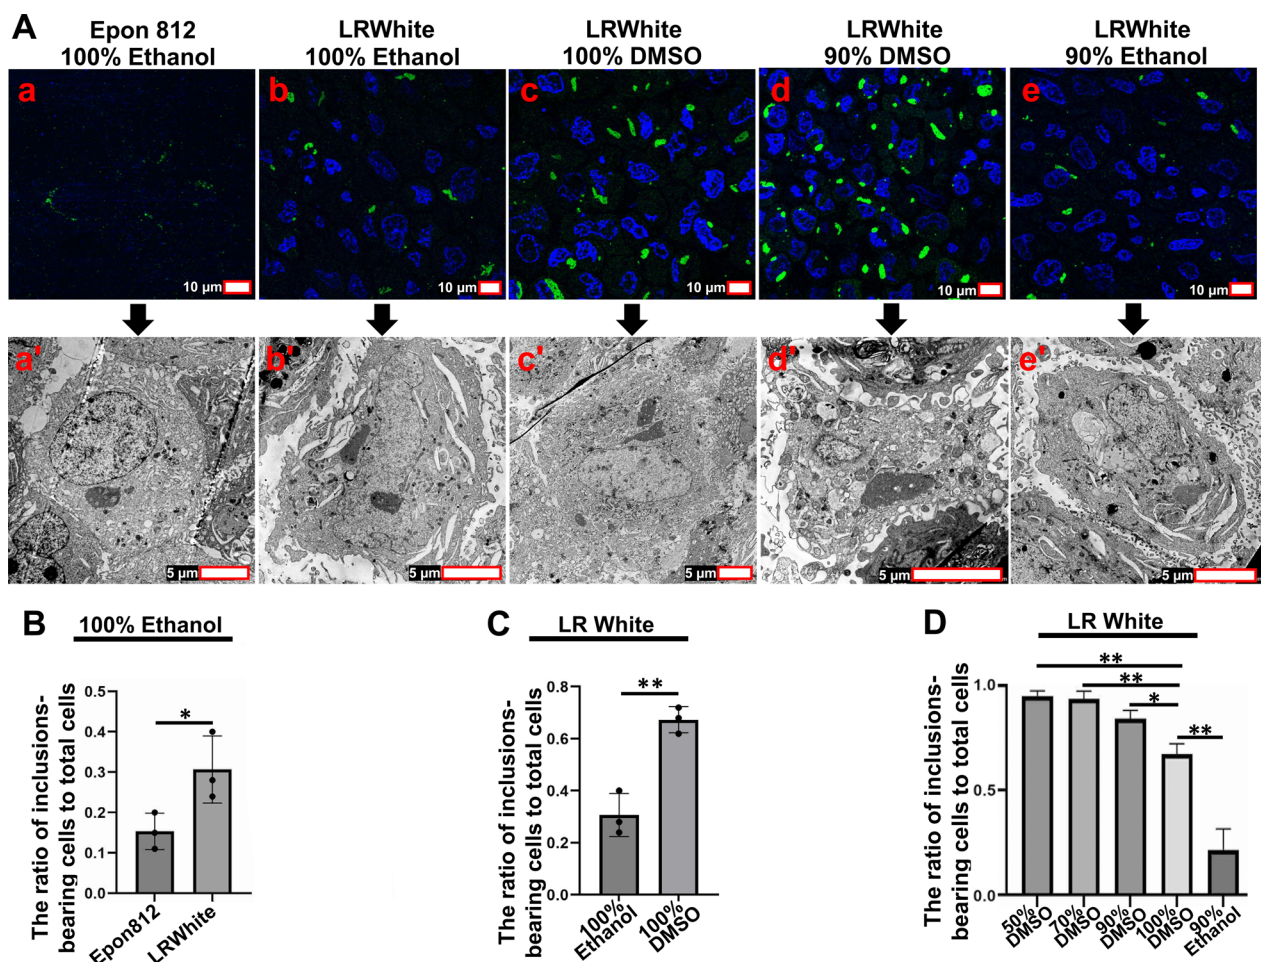 A
Epon 812
100% Ethanol
LRWhite
100% Ethanol
LRWhite
100% DMSO
LRWhite
90% DMSO
LRWhite
90% Ethanol
a
b
c
d
e
10 µm
10 µm
10 µm
10 µm
10 µm
a'
b'
c'
d'
e'
5 µm
5 µm
5 µm
5 µm
5 µm
B
100% Ethanol
The ratio of inclusions-
bearing cells to total cells
0.5
0.4
0.3
0.2
0.1
0.0
*
Epon812
LRWhite
C
LR White
The ratio of inclusions-
bearing cells to total cells
0.8
0.6
0.4
0.2
0.0
**
100%
Ethanol
100%
DMSO
D
LR White
The ratio of inclusions-
bearing cells to total cells
1.0
0.5
0.0
**
**
*
**
50%
DMSO
70%
DMSO
90%
DMSO
100%
DMSO
90%
Ethanol